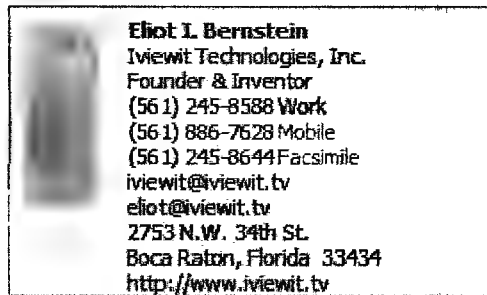 Eliot I. Bernstein
Iviewit Technologies, Inc.
Founder & Inventor
(561) 245-8588 Work
(561) 886-7628 Mobile
(561) 245-8644 Facsimile
iviewit@iviewit.tv
eliot@iviewit.tv
2753 N.W. 34th St.
Boca Raton, Florida 33434
http://www.iviewit.tv